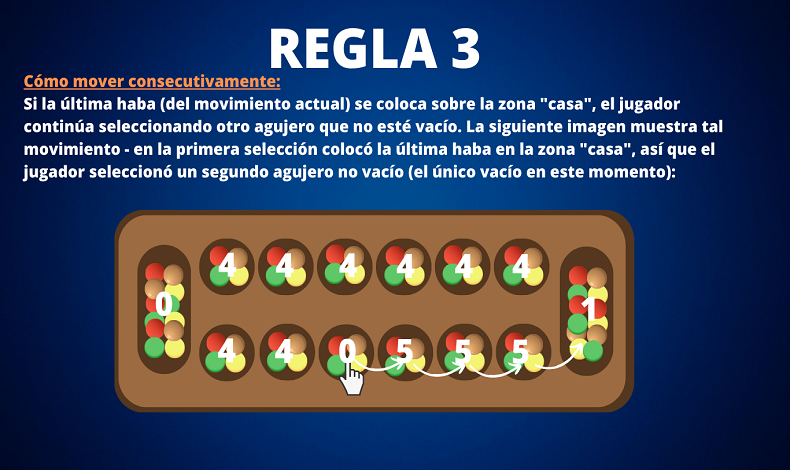 REGLA 3
Cómo mover consecutivamente:
Si la última haba (del movimiento actual) se coloca sobre la zona "casa", el jugador
continúa seleccionando otro agujero que no esté vacío. La siguiente imagen muestra tal
movimiento - en la primera selección colocó la última haba en la zona "casa", así que el
jugador seleccionó un segundo agujero no vacío (el único vacío en este momento):
4 4 4 4 4 4
0 1
4 4 0 5 5 5